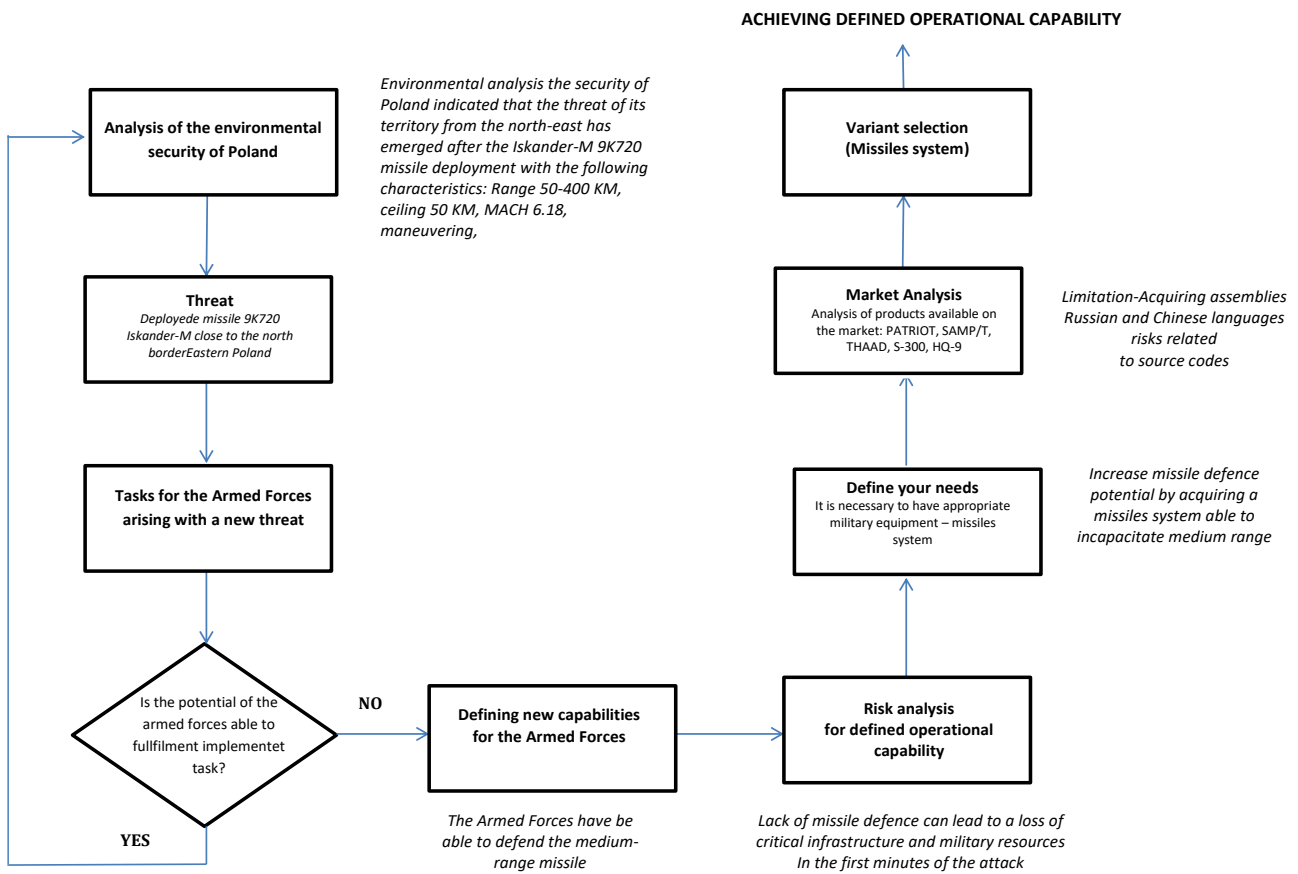 ACHIEVING DEFINED OPERATIONAL CAPABILITY
Analysis of the environmental
security of Poland
Environmental analysis the security of
Poland indicated that the threat of its
territory from the north-east has
emerged after the Iskander-M 9K720
missile deployment with the following
characteristics: Range 50-400 KM,
ceiling 50 KM, MACH 6.18,
maneuvering,
Threat
Deployede missile 9K720
Iskander-M close to the north
borderEastern Poland
Tasks for the Armed Forces
arising with a new threat
Is the potential of the
armed forces able to
fullfilment implementet
task?
YES
NO
Defining new capabilities
for the Armed Forces
The Armed Forces have be
able to defend the medium-
range missile
Risk analysis
for defined operational
capability
Lack of missile defence can lead to a loss of
critical infrastructure and military resources
In the first minutes of the attack
Define your needs
It is necessary to have appropriate
military equipment – missiles
system
Increase missile defence
potential by acquiring a
missiles system able to
incapacitate medium range
Market Analysis
Analysis of products available on
the market: PATRIOT, SAMP/T,
THAAD, S-300, HQ-9
Limitation-Acquiring assemblies
Russian and Chinese languages
risks related
to source codes
Variant selection
(Missiles system)